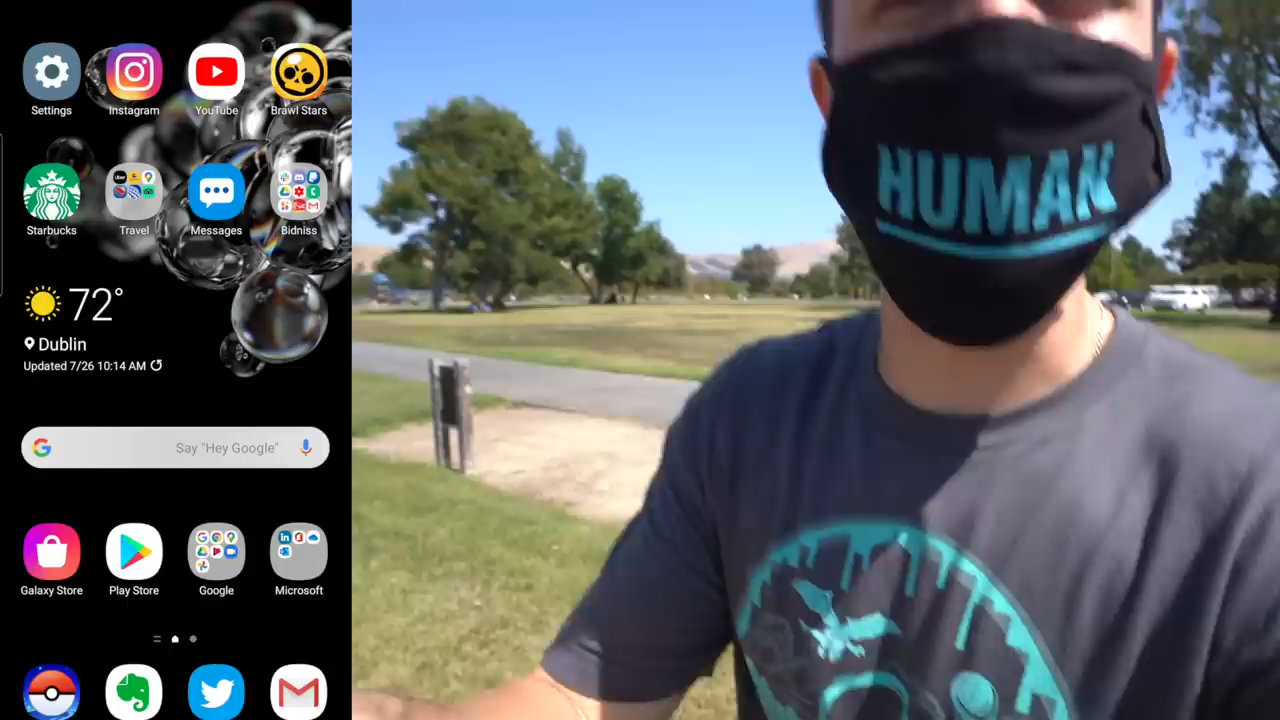 Settings
Instagram
YouTube
Brawl Stars
Starbucks
Travel
Messages
Bidniss
72°
Dublin
Updated 7/26 10:14 AM
Say "Hey Google"
Galaxy Store
Play Store
Google
Microsoft
HUMAN